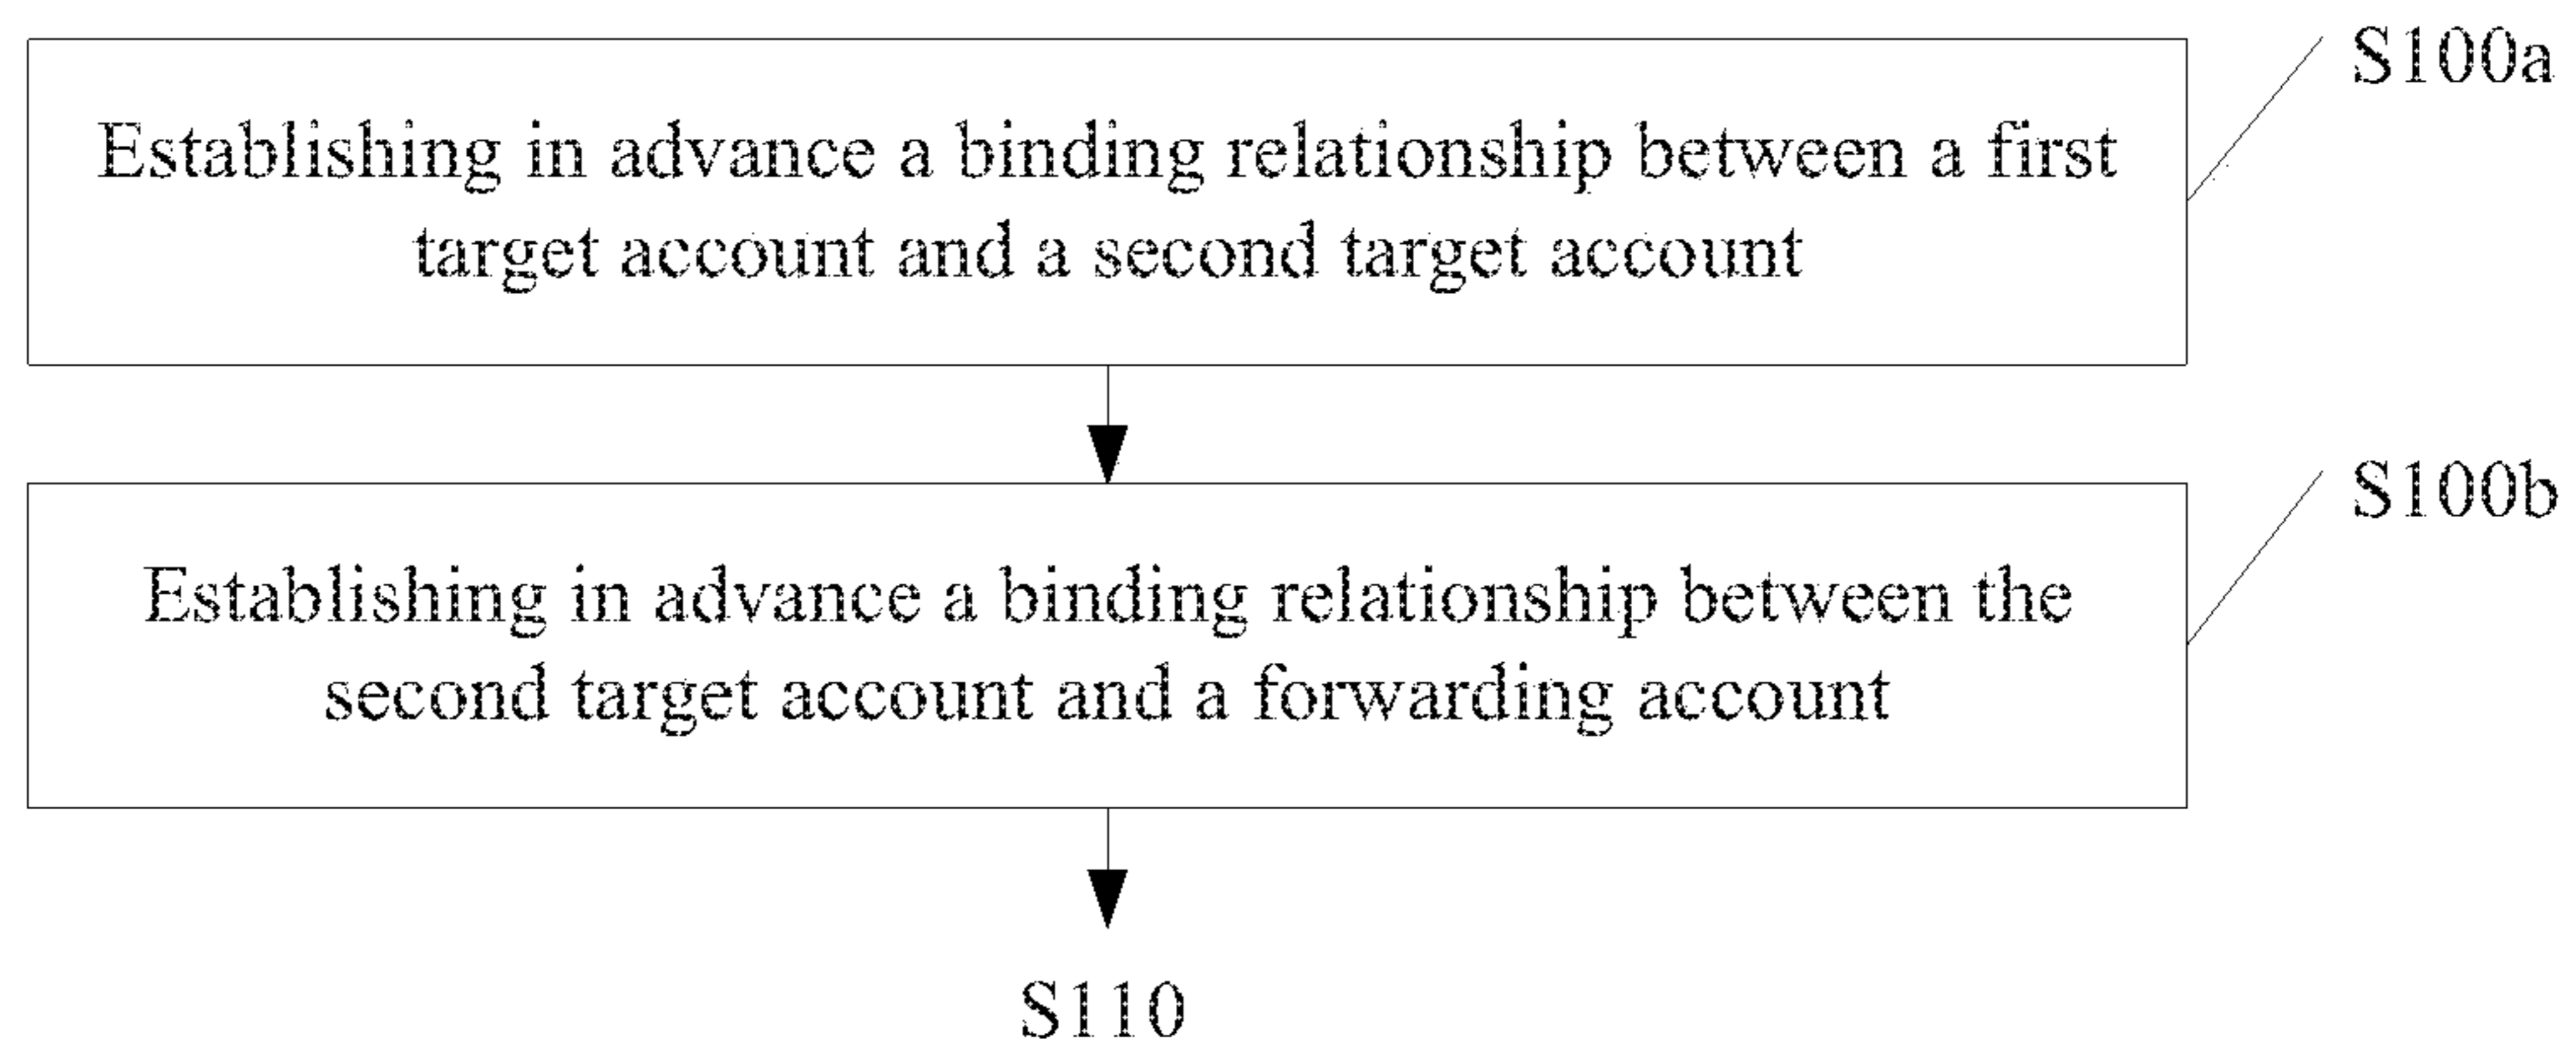 S100a
Establishing in advance a binding relationship between a first
target account and a second target account
S100b
Establishing in advance a binding relationship between the
second target account and a forwarding account
S110